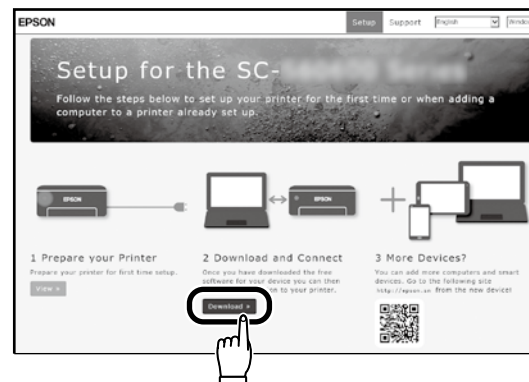 EPSON
Setup Support English Windo
Setup for the SC-
Follow the steps below to set up your printer for the first time or when adding a
computer to a printer already set up.
EPSON
EPSON
1 Prepare your Printer
Prepare your printer for first time setup.
View »
2 Download and Connect
Once you have downloaded the free
software for your device you can then
on to your printer.
Download »
3 More Devices?
You can add more computers and smart
devices. Go to the following site
http://epson.sn from the new device!